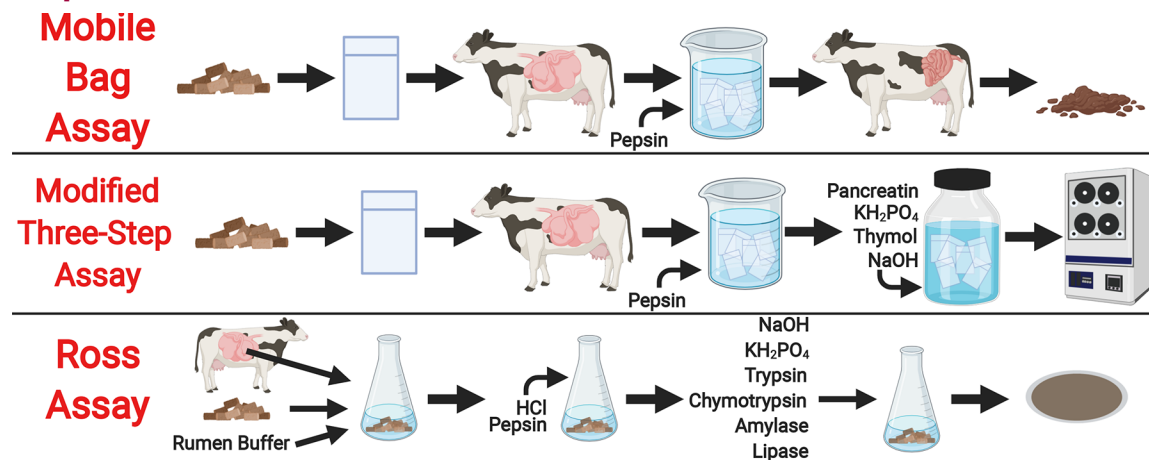 Mobile
Bag
Assay
Pepsin
Modified
Three-Step
Assay
Pepsin
Pancreatin
KH₂PO₄
Thymol
NaOH
Ross
Assay
Rumen Buffer
HCl
Pepsin
NaOH
KH₂PO₄
Trypsin
Chymotrypsin
Amylase
Lipase